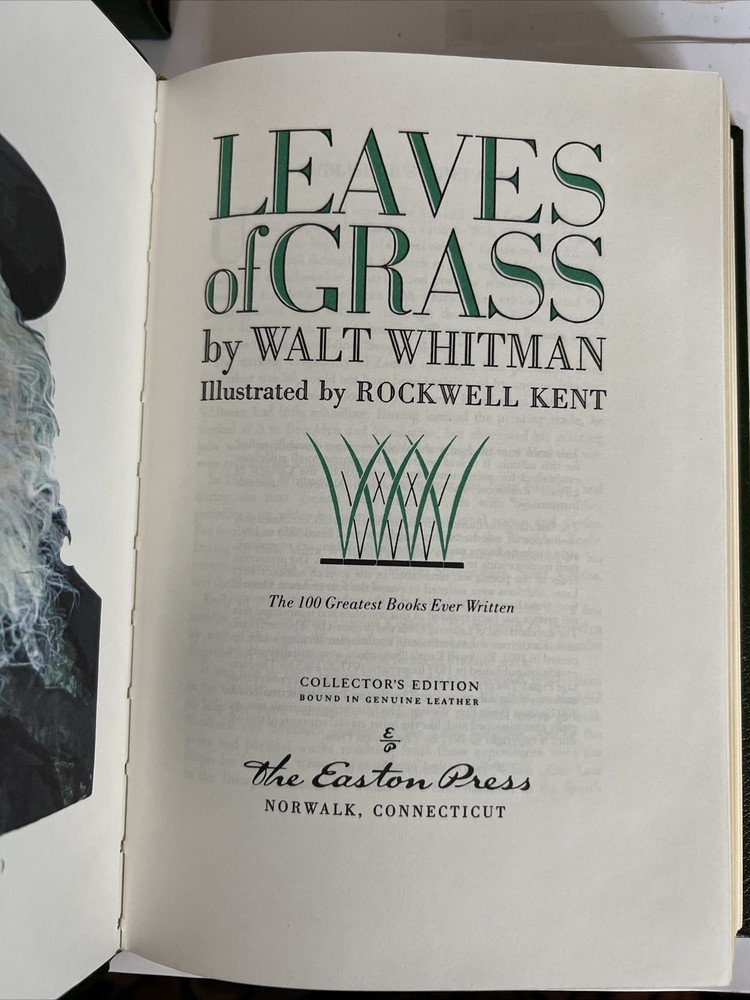 LEAVES
of GRASS
by WALT WHITMAN
Illustrated by ROCKWELL KENT
The 100 Greatest Books Ever Written
COLLECTOR'S EDITION
BOUND IN GENUINE LEATHER
E
P
The Easton Press
NORWALK, CONNECTICUT